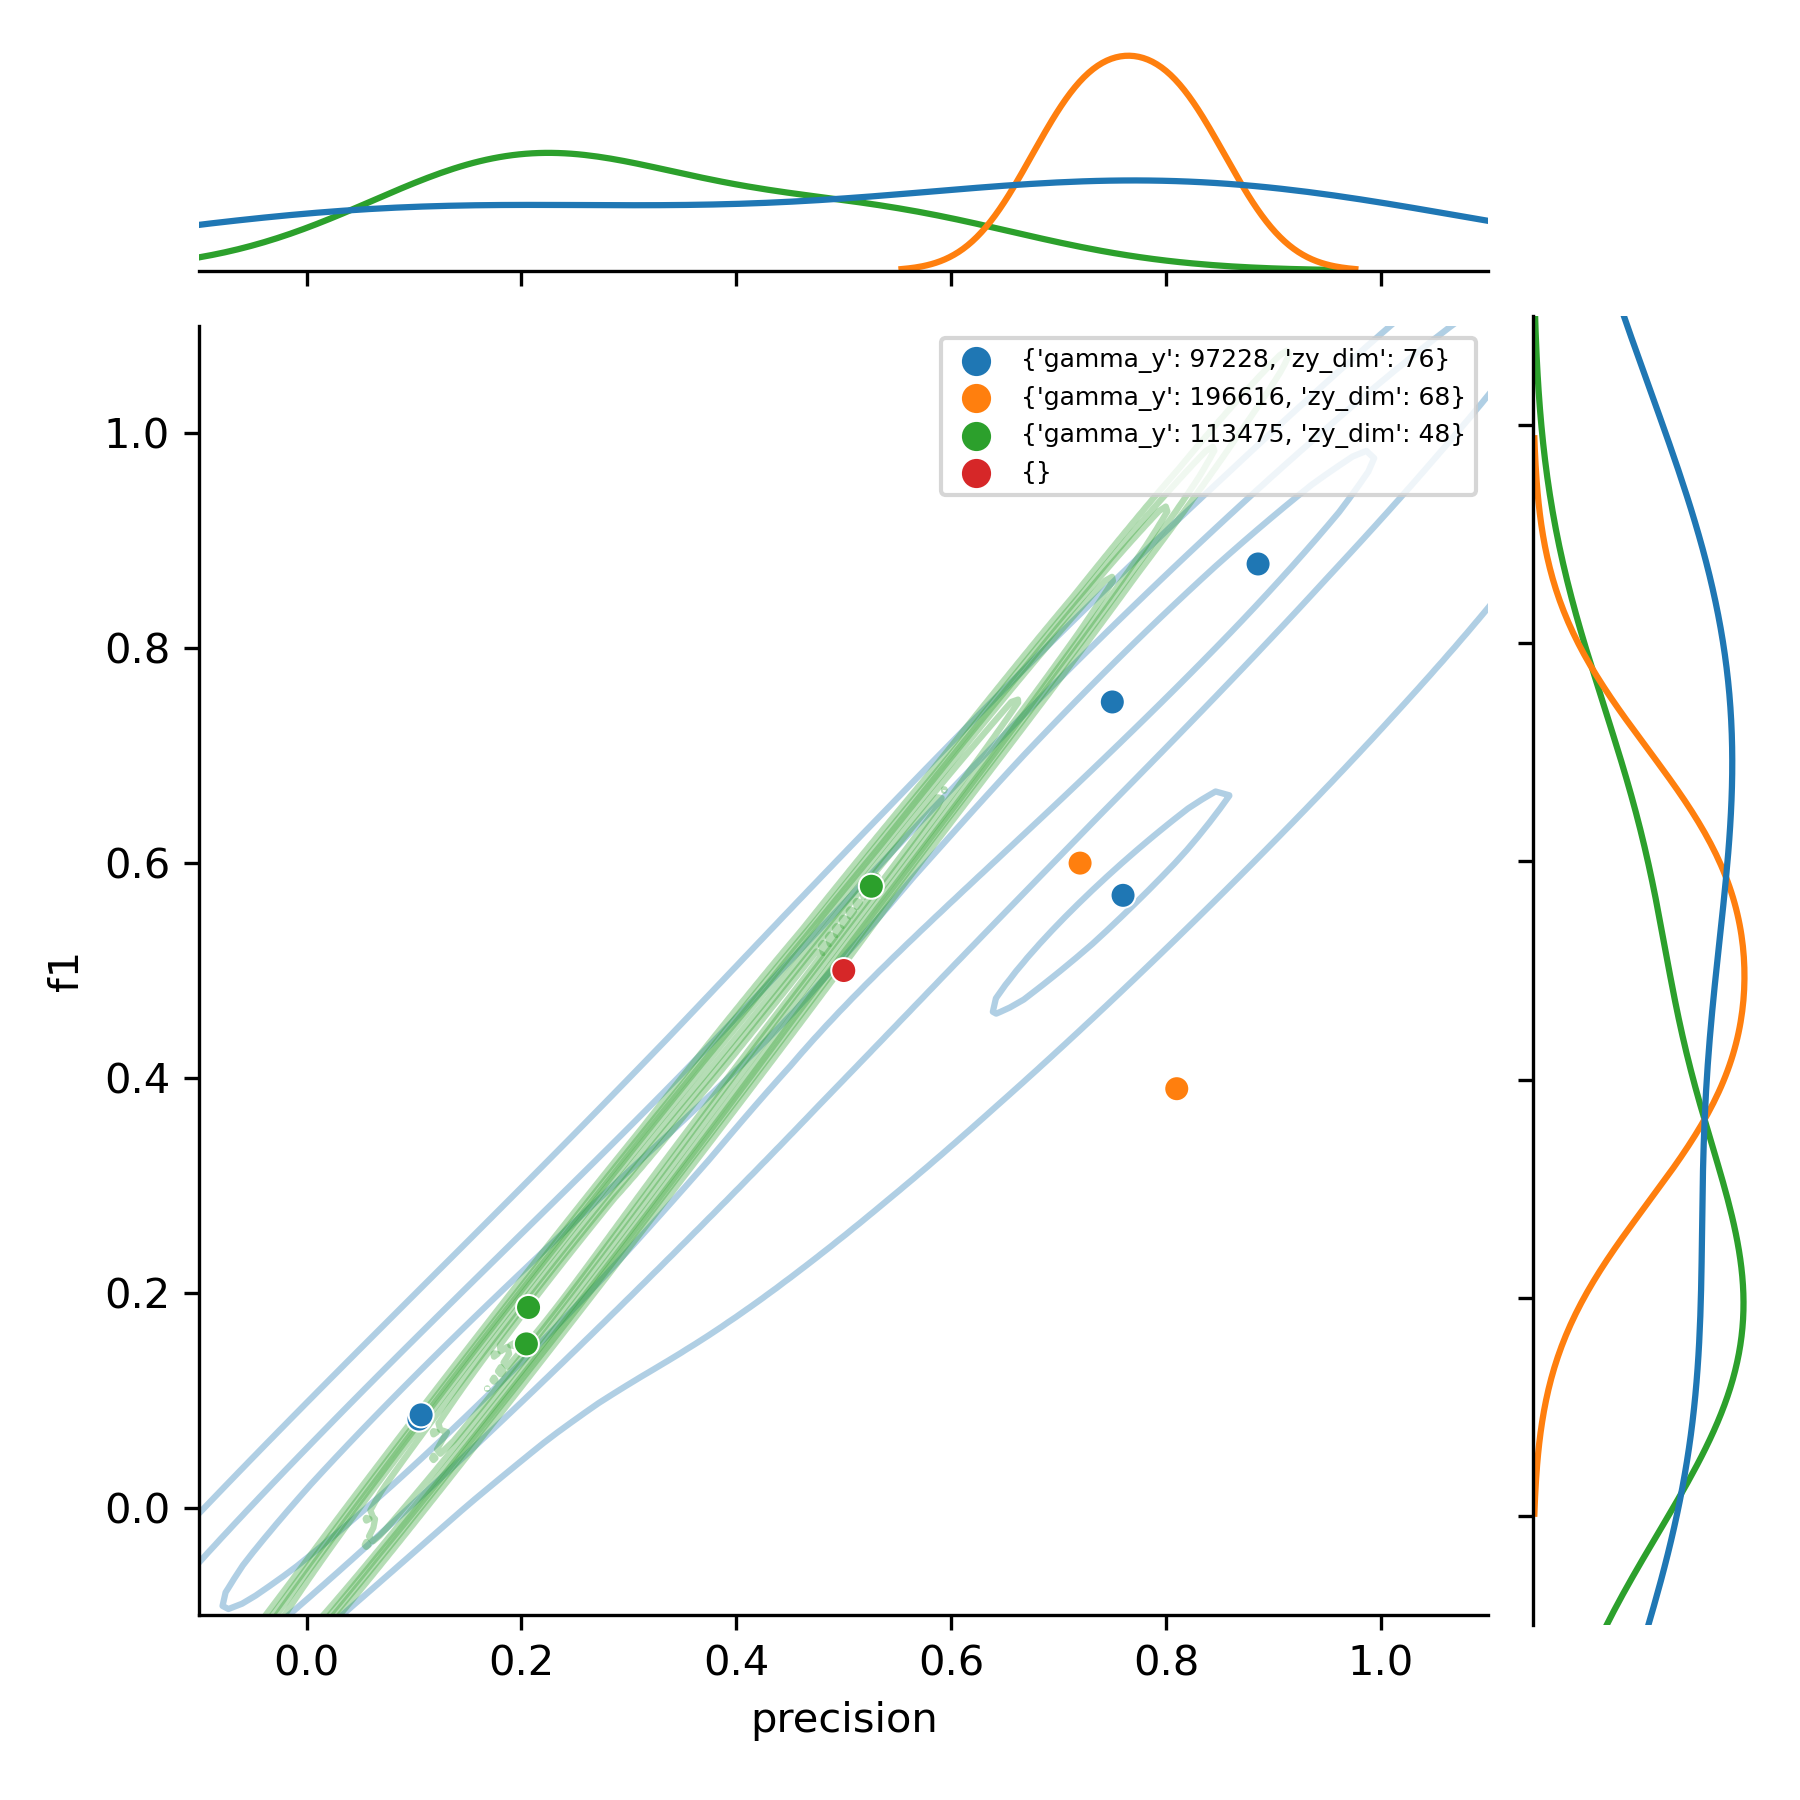 {'gamma_y': 97228, 'zy_dim': 76}
{'gamma_y': 196616, 'zy_dim': 68}
{'gamma_y': 113475, 'zy_dim': 48}
{}
1.0
0.8
0.6
0.4
0.2
0.0
f1
0.0 0.2 0.4 0.6 0.8 1.0
precision